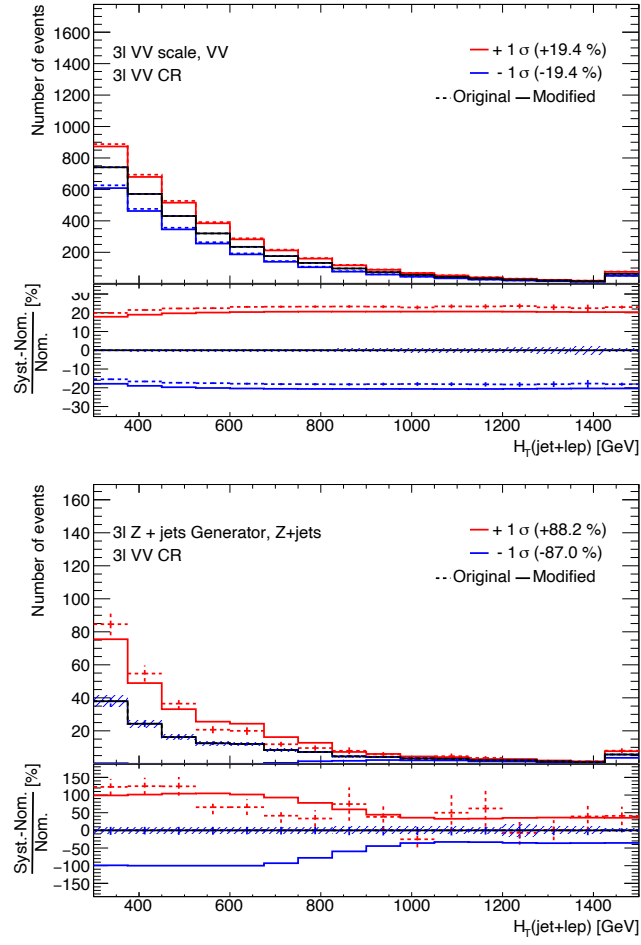 Number of events
1600
1400
1200
1000
800
600
400
200
3l VV scale, VV
3l VV CR
+ 1 σ (+19.4 %)
- 1 σ (-19.4 %)
Original Modified
Syst.-Nom.
Nom.
[%]
30
20
10
0
−10
−20
−30
400 600 800 1000 1200 1400
H_T(jet+lep) [GeV]
Number of events
160
140
120
100
80
60
40
20
3l Z + jets Generator, Z+jets
3l VV CR
+ 1 σ (+88.2 %)
- 1 σ (-87.0 %)
Original Modified
Syst.-Nom.
Nom.
[%]
150
100
50
0
−50
−100
−150
400 600 800 1000 1200 1400
H_T(jet+lep) [GeV]